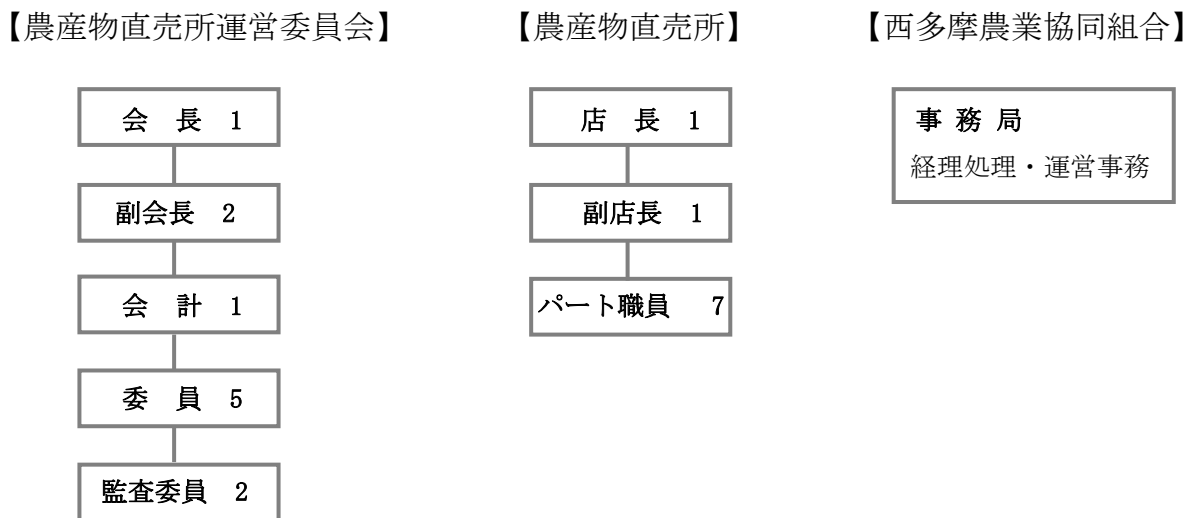 【農産物直売所運営委員会】
会 長 1
副会長 2
会 計 1
委 員 5
監査委員 2
【農産物直売所】
店 長 1
副店長 1
パート職員 7
【西多摩農業協同組合】
事 務 局
経理処理・運営事務